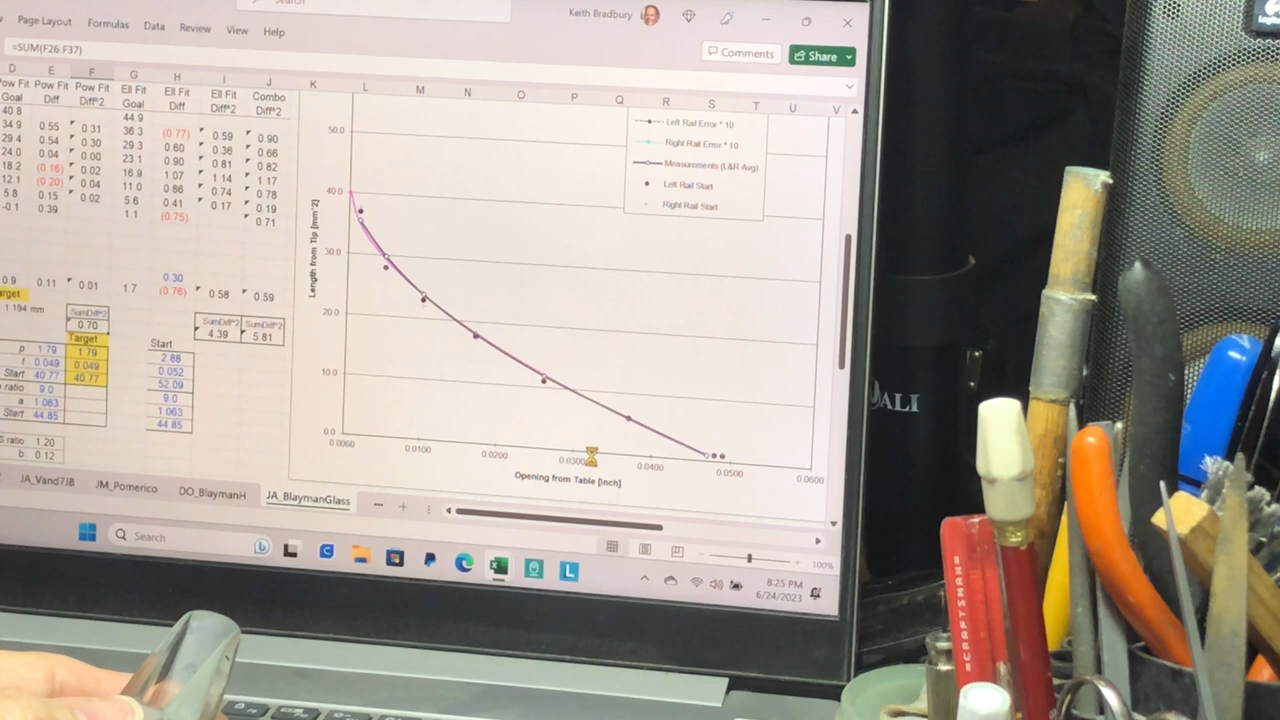 Search
Keith Bradbury
Page Layout Formulas Data Review View Help
Comments Share
=SUM(F26:F37)
D E F G H I J K L M N O P Q R S T U V
Pow Fit Pow Fit Pow Fit Ell Fit Ell Fit Ell Fit Combo
Goal Diff Diff^2 Goal Diff Diff^2 Diff^2
40.8 44.9
34.9 0.55 0.31 36.3 (0.77) 0.59 0.90
29.4 0.54 0.30 29.3 0.60 0.36 0.66
24.0 0.04 0.00 23.1 0.90 0.81 0.82
18.2 (0.16) 0.02 16.9 1.07 1.14 1.17
12.1 (0.20) 0.04 11.0 0.86 0.74 0.78
5.8 0.15 0.02 5.6 0.41 0.17 0.19
-0.1 0.39 1.1 (0.75) 0.71
0.30
0.9 0.11 0.01 1.7 (0.76) 0.58 0.59
1.194 mm
SumDiff^2 SumDiff^2 SumDiff^2
0.70 4.39 5.81
Target
p 1.79 1.79
f 0.049 0.049
Start 40.77 40.77
ratio 9.0
a 1.063
Start 44.85
ratio 1.20
b 0.12
Start
2.88
0.052
52.09
9.0
1.063
44.85
Left Rail Error * 10
Right Rail Error * 10
Measurements (L&R Avg)
Left Rail Start
Right Rail Start
Length from Tip [mm^2]
50.0
40.0
30.0
20.0
10.0
0.0
0.0000 0.0100 0.0200 0.0300 0.0400 0.0500 0.0600
Opening from Table [inch]
JA_Vand7JB JM_Pomerico DO_BlaymanH JA_BlaymanGlass
100%
Search
L
8:25 PM
6/24/2023
ALI
CRAFTSMAN